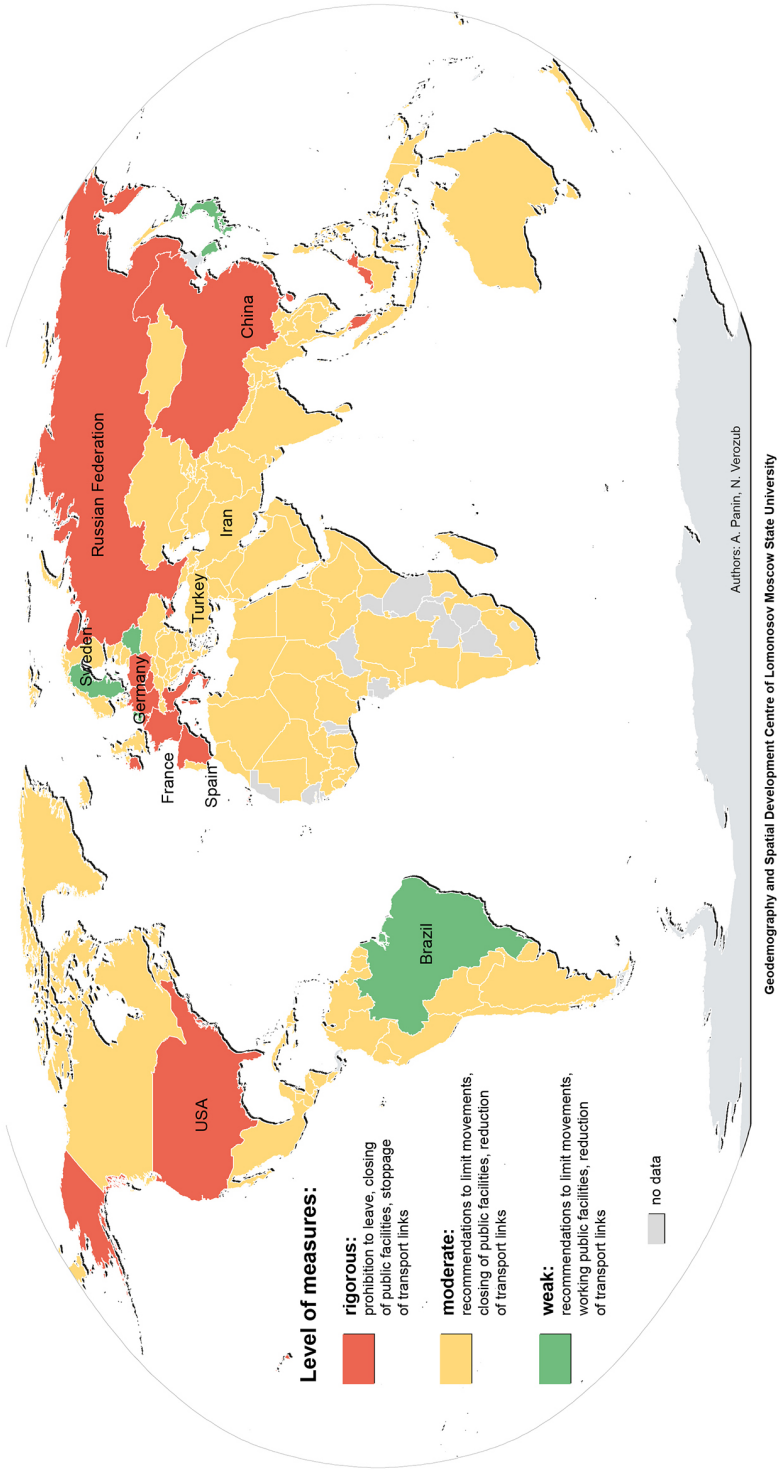 Russian Federation
Sweden
Germany
France
Spain
Turkey
Iran
China
USA
Brazil
Level of measures:
rigorous:
prohibition to leave, closing
of public facilities, stoppage
of transport links
moderate:
recommendations to limit movements,
closing of public facilities, reduction
of transport links
weak:
recommendations to limit movements,
working public facilities, reduction
of transport links
no data
Authors: A. Panin, N. Verozub
Geodemography and Spatial Development Centre of Lomonosov Moscow State University